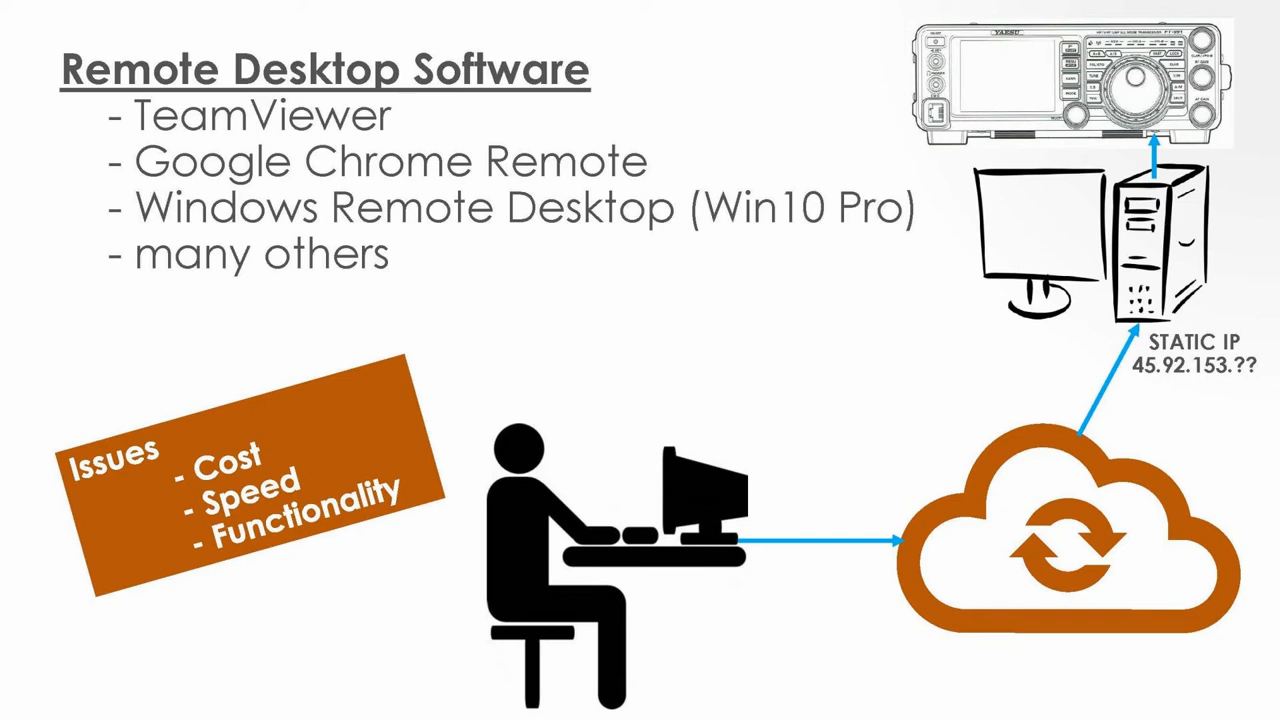 Remote Desktop Software
- TeamViewer
- Google Chrome Remote
- Windows Remote Desktop (Win10 Pro)
- many others
YAESU
STATIC IP
45.92.153.??
Issues
- Cost
- Speed
- Functionality